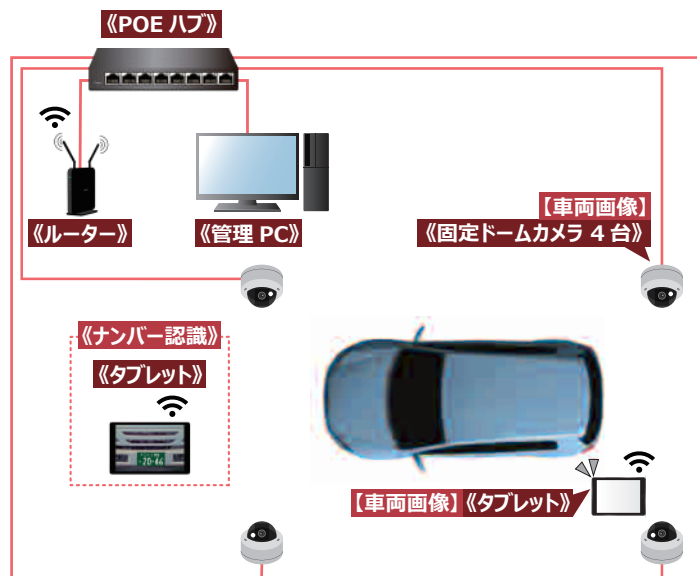 《POE ハブ》
《ルーター》
《管理 PC》
【車両画像】
《固定ドームカメラ 4 台》
《ナンバー認識》
《タブレット》
・20-46
【車両画像】《タブレット》